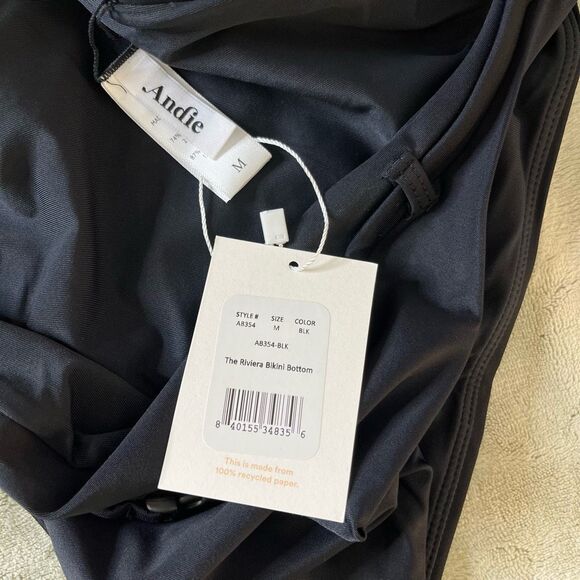 Andie
M
STYLE # SIZE COLOR
AB354 M BLK
AB354-BLK
The Riviera Bikini Bottom
8 40155 34835 6
This is made from
100% recycled paper.